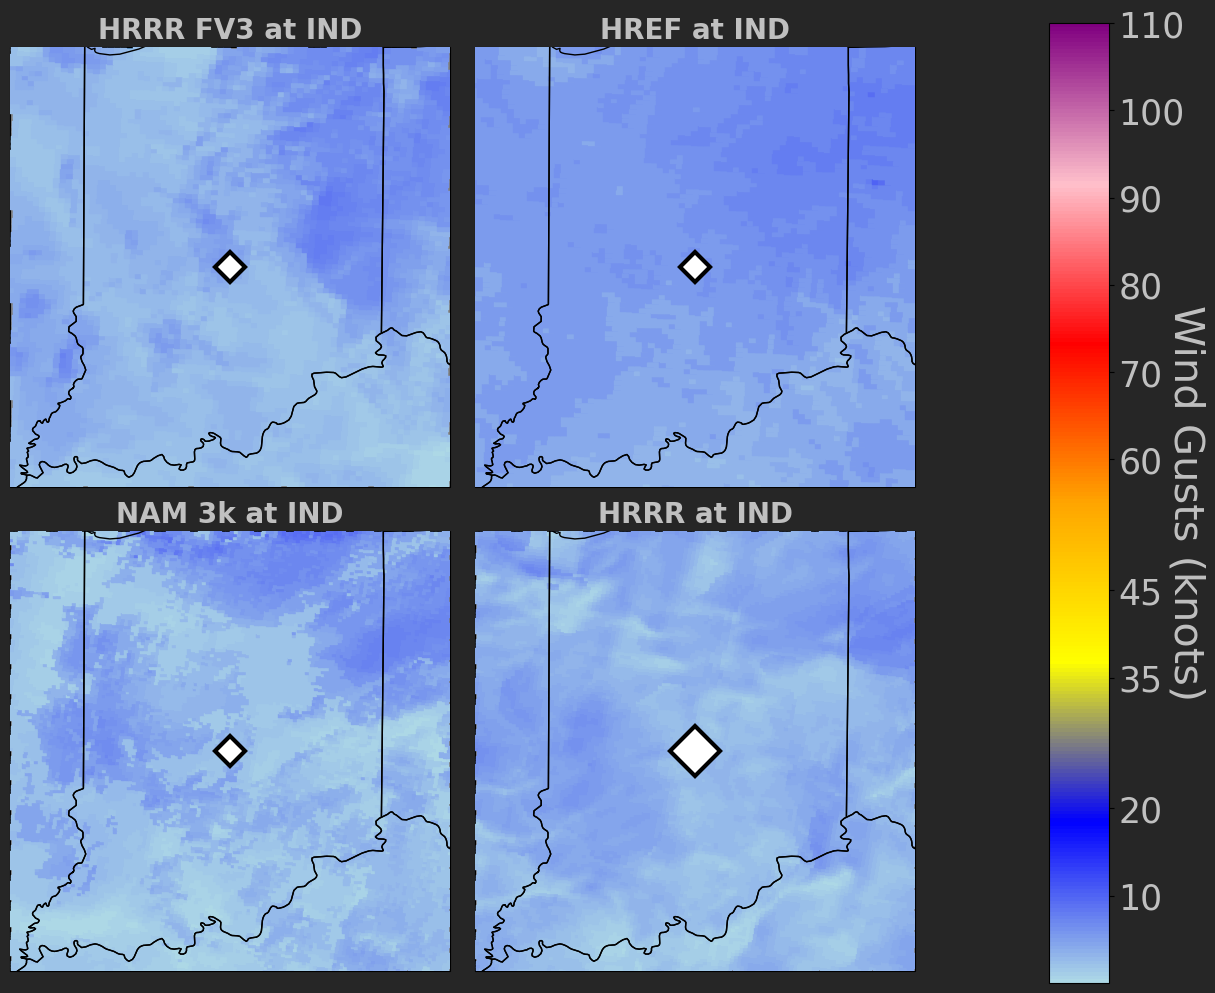 HRRR FV3 at IND
HREF at IND
NAM 3k at IND
HRRR at IND
110
100
90
80
70
60
45
35
20
10
Wind Gusts (knots)